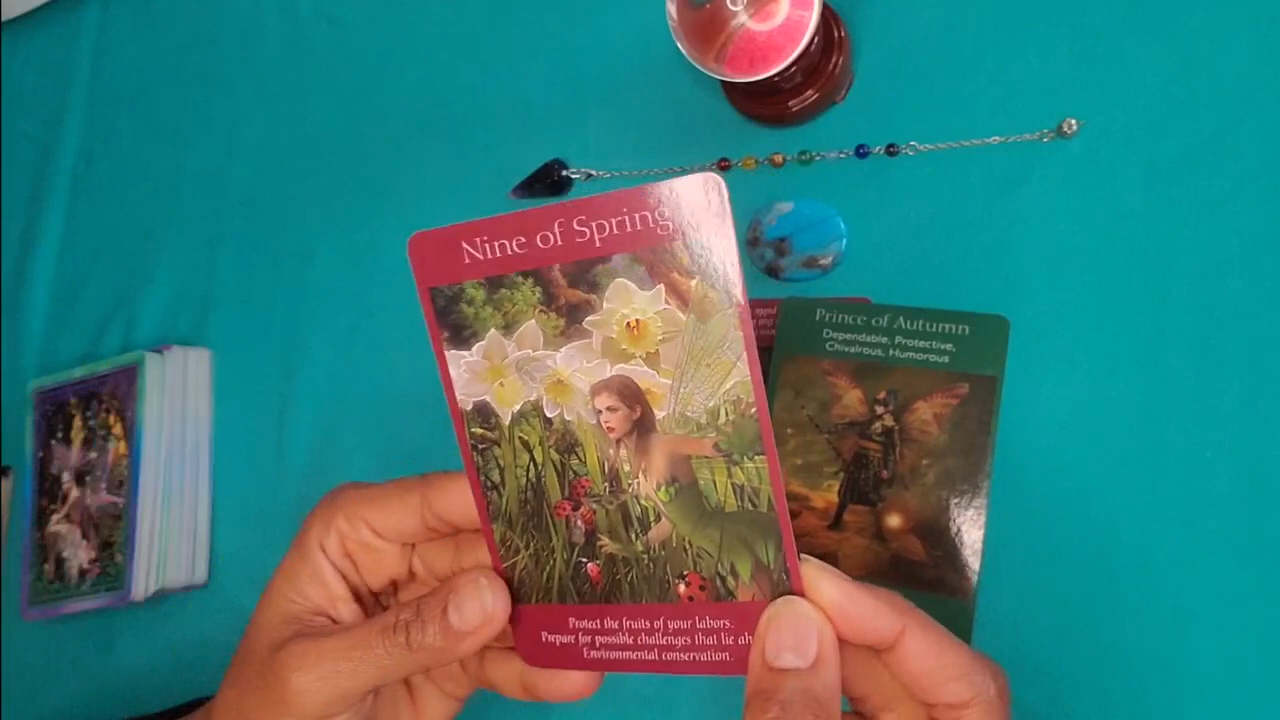 Nine of Spring
Protect the fruits of your labors.
Prepare for possible challenges that lie ah
Environmental conservation.
Prince of Autumn
Dependable, Protective,
Chivalrous, Humorous